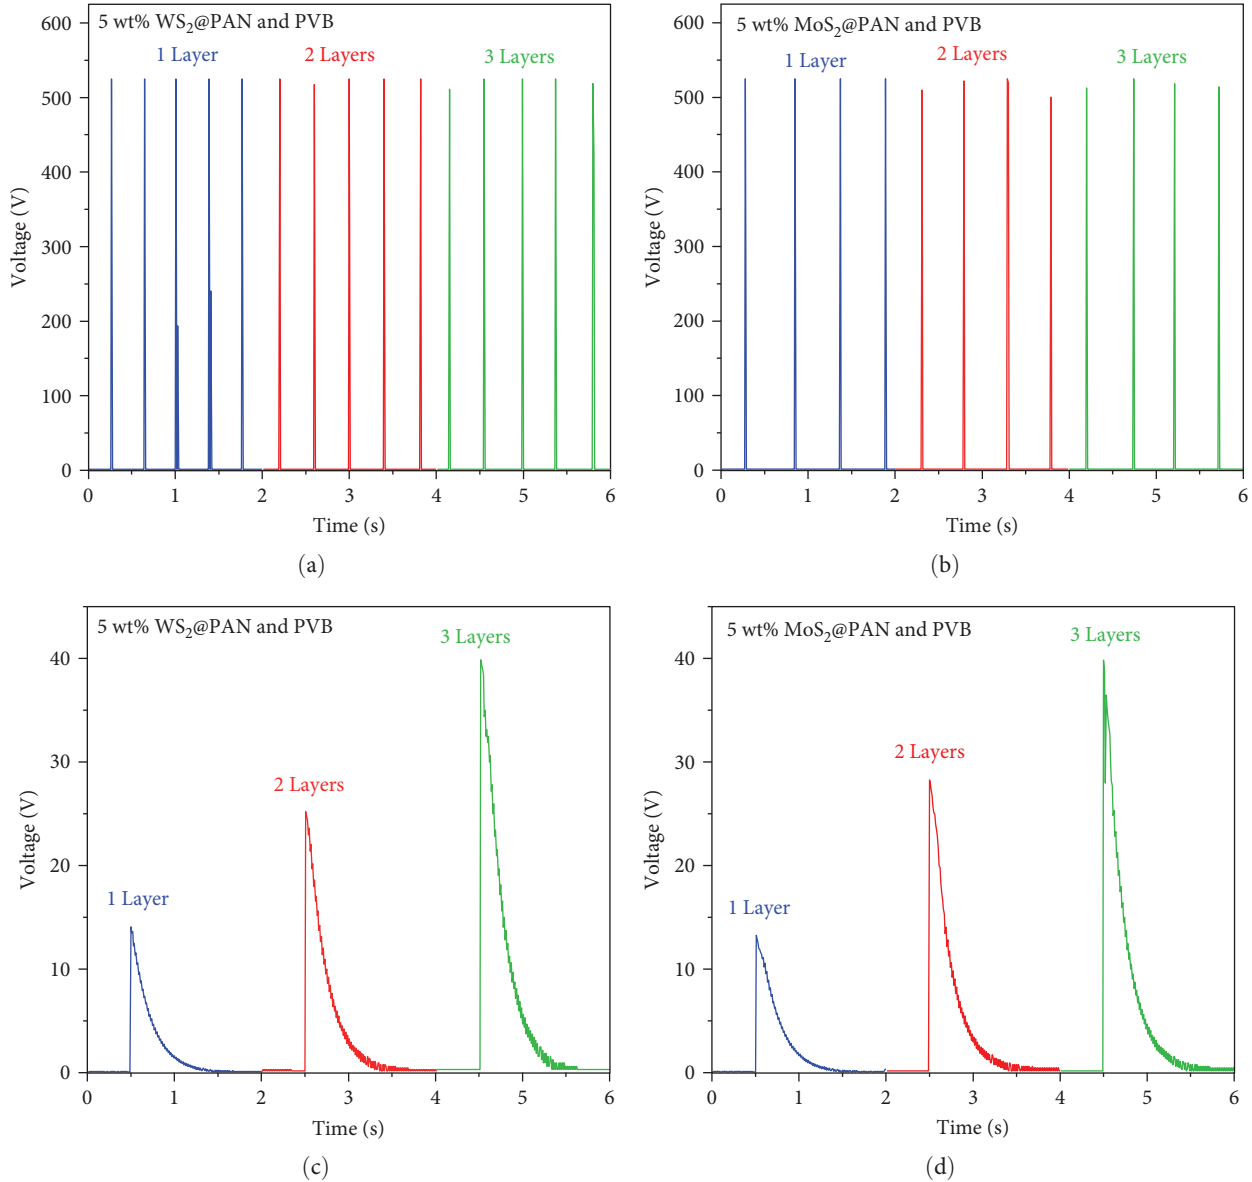 5 wt% WS₂@PAN and PVB
1 Layer
2 Layers
3 Layers
600
500
400
300
200
100
0
Voltage (V)
0 1 2 3 4 5 6
Time (s)
(a)
5 wt% MoS₂@PAN and PVB
1 Layer
2 Layers
3 Layers
600
500
400
300
200
100
0
Voltage (V)
0 1 2 3 4 5 6
Time (s)
(b)
5 wt% WS₂@PAN and PVB
3 Layers
2 Layers
1 Layer
40
30
20
10
0
Voltage (V)
0 1 2 3 4 5 6
Time (s)
(c)
5 wt% MoS₂@PAN and PVB
3 Layers
2 Layers
1 Layer
40
30
20
10
0
Voltage (V)
0 1 2 3 4 5 6
Time (s)
(d)